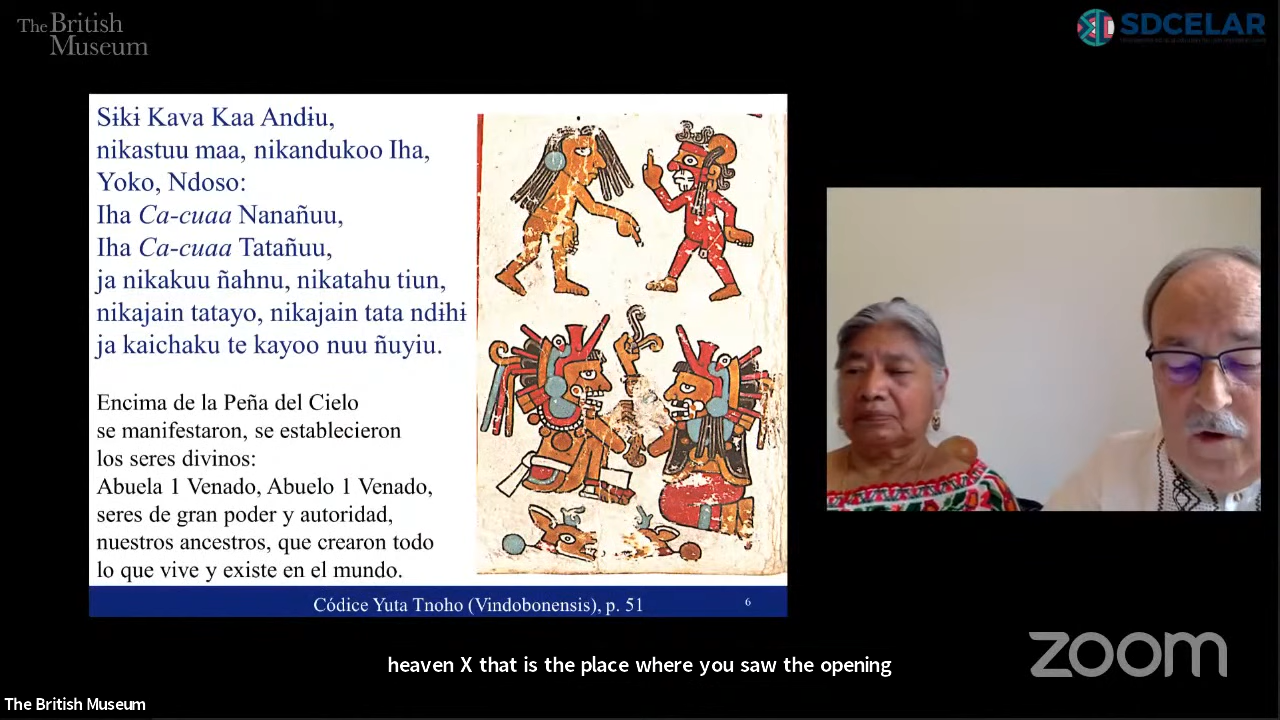 The British
Museum
SDCELAR
Sɨkɨ Kava Kaa Andɨu,
nikastuu maa, nikandukoo Iha,
Yoko, Ndoso:
Iha Ca-cuaa Nanañuu,
Iha Ca-cuaa Tatañuu,
ja nikakuu ñahnu, nikatahu tiun,
nikajain tatayo, nikajain tata ndɨhɨ
ja kaichaku te kayoo nuu ñuyiu.
Encima de la Peña del Cielo
se manifestaron, se establecieron
los seres divinos:
Abuela 1 Venado, Abuelo 1 Venado,
seres de gran poder y autoridad,
nuestros ancestros, que crearon todo
lo que vive y existe en el mundo.
Códice Yuta Tnoho (Vindobonensis), p. 51
6
heaven X that is the place where you saw the opening
zoom
The British Museum